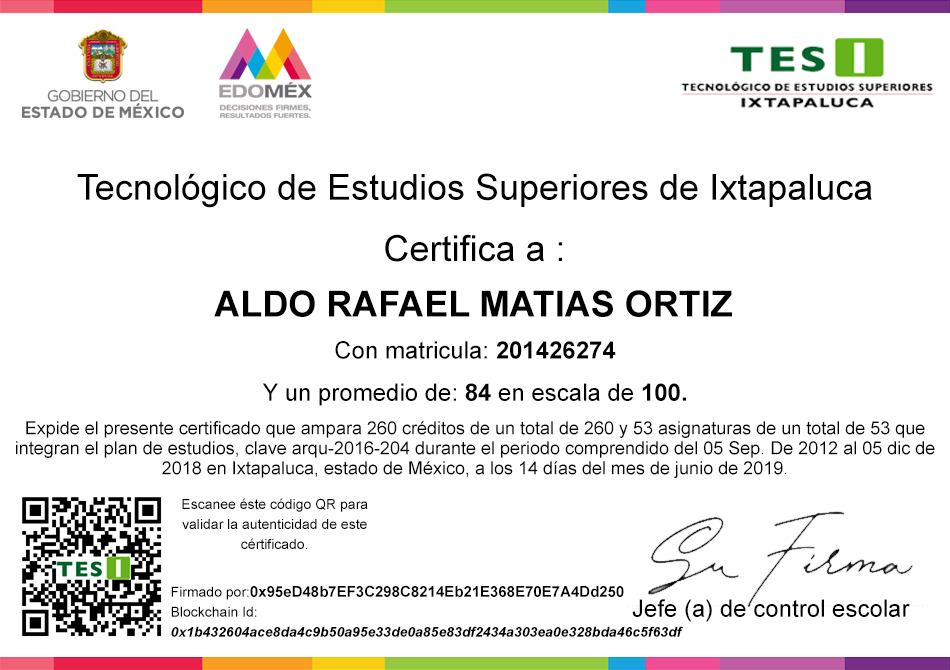 GOBIERNO DEL
ESTADO DE MÉXICO
EDOMÉX
DECISIONES FIRMES,
RESULTADOS FUERTES.
TES I
TECNOLÓGICO DE ESTUDIOS SUPERIORES
IXTAPALUCA
Tecnológico de Estudios Superiores de Ixtapaluca
Certifica a :
ALDO RAFAEL MATIAS ORTIZ
Con matricula: 201426274
Y un promedio de: 84 en escala de 100.
Expide el presente certificado que ampara 260 créditos de un total de 260 y 53 asignaturas de un total de 53 que
integran el plan de estudios, clave arqu-2016-204 durante el periodo comprendido del 05 Sep. De 2012 al 05 dic de
2018 en Ixtapaluca, estado de México, a los 14 días del mes de junio de 2019.
Escanee éste código QR para
validar la autenticidad de este
cértificado.
TES I
Su Firma
Firmado por:0x95eD48b7EF3C298C8214Eb21E368E70E7A4Dd250
Jefe (a) de control escolar
Blockchain Id:
0x1b432604ace8da4c9b50a95e33de0a85e83df2434a303ea0e328bda46c5f63df